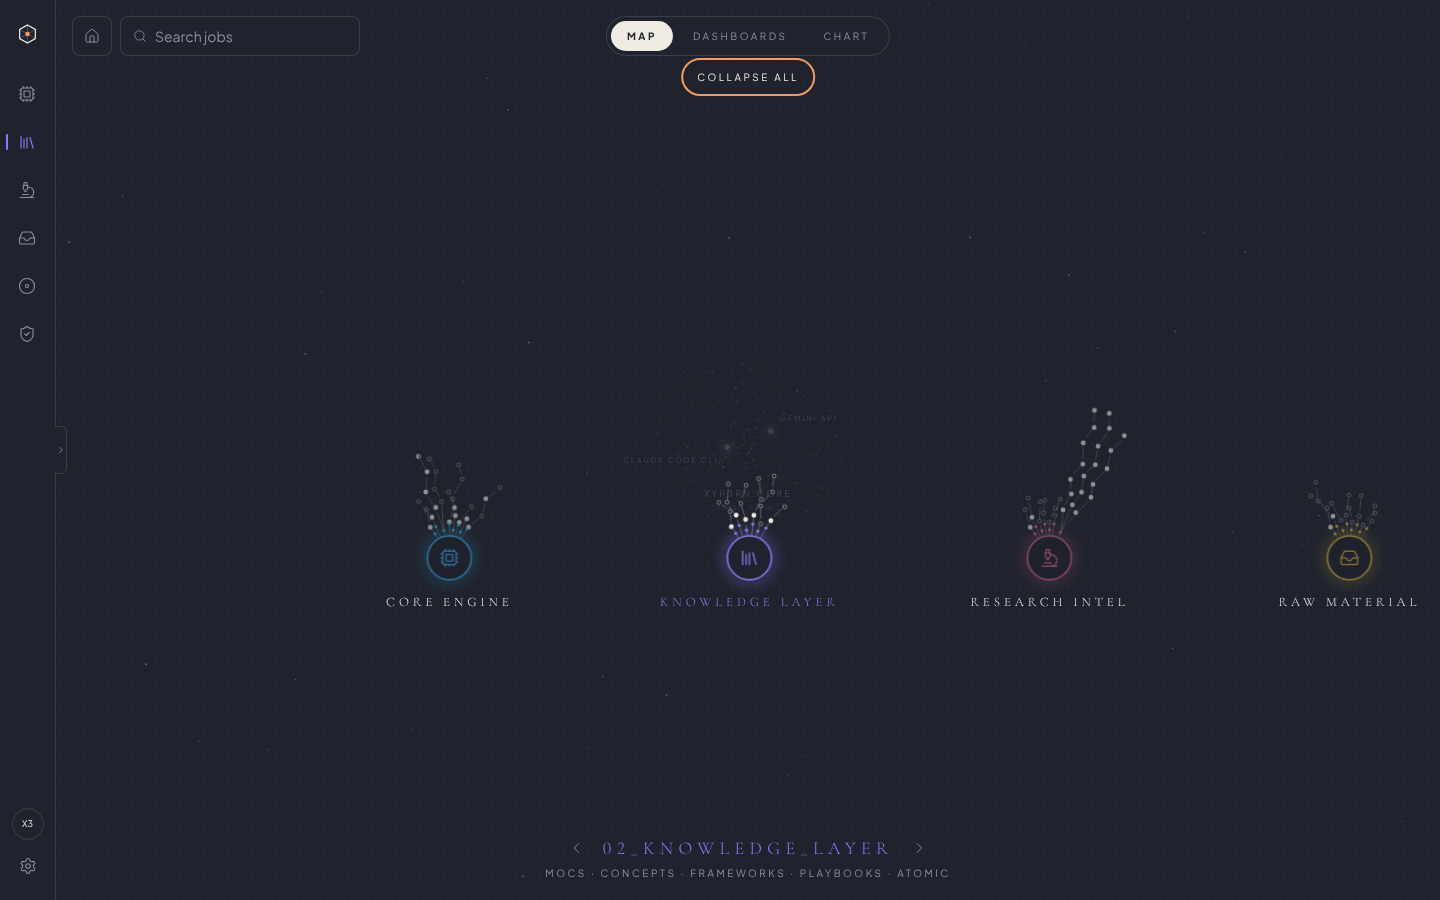 Search jobs
MAP
DASHBOARDS
CHART
COLLAPSE ALL
GEMINI API
CLAUDE CODE CLI
CORE ENGINE
KNOWLEDGE LAYER
RESEARCH INTEL
RAW MATERIAL
X3
02_KNOWLEDGE_LAYER
MOCS · CONCEPTS · FRAMEWORKS · PLAYBOOKS · ATOMIC